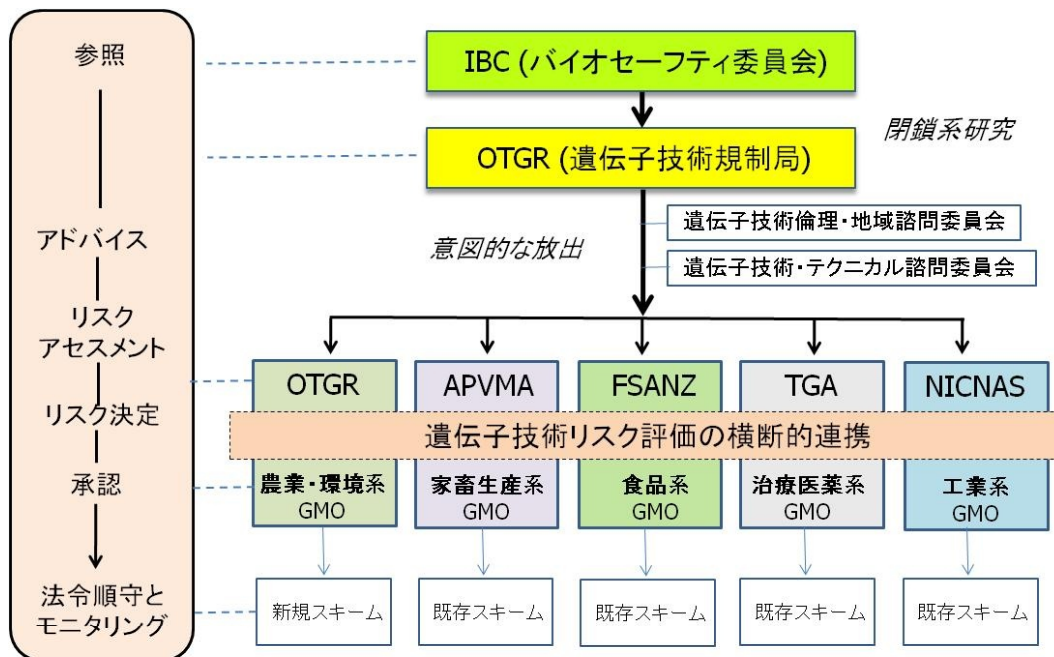 参照
アドバイス
リスク
アセスメント
リスク決定
承認
法令順守と
モニタリング
IBC (バイオセーフティ委員会)
閉鎖系研究
OTGR (遺伝子技術規制局)
遺伝子技術倫理・地域諮問委員会
意図的な放出
遺伝子技術・テクニカル諮問委員会
OTGR
APVMA
FSANZ
TGA
NICNAS
遺伝子技術リスク評価の横断的連携
農業・環境系
GMO
家畜生産系
GMO
食品系
GMO
治療医薬系
GMO
工業系
GMO
新規スキーム
既存スキーム
既存スキーム
既存スキーム
既存スキーム